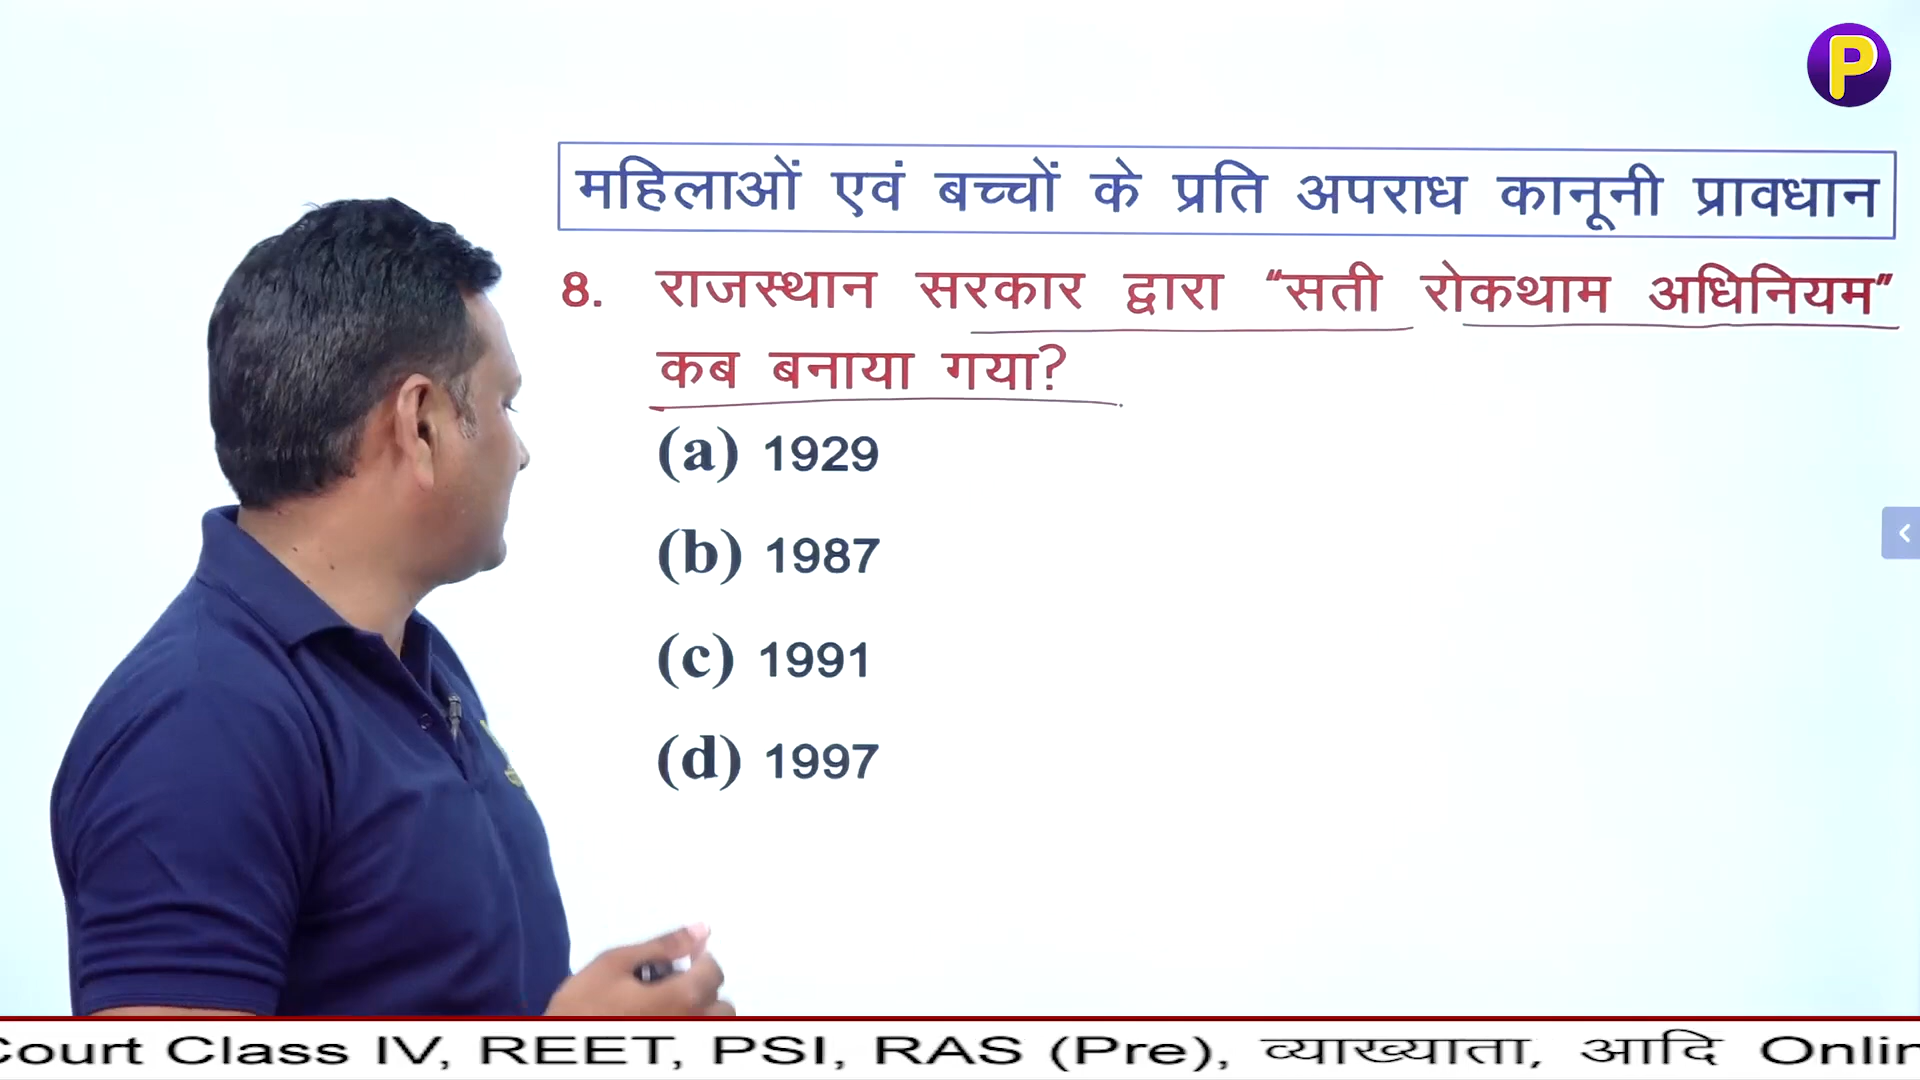 P
महिलाओं एवं बच्चों के प्रति अपराध कानूनी प्रावधान
8. राजस्थान सरकार द्वारा “सती रोकथाम अधिनियम”
कब बनाया गया?
(a) 1929
(b) 1987
(c) 1991
(d) 1997
Court Class IV, REET, PSI, RAS (Pre), व्याख्याता, आदि Onlin